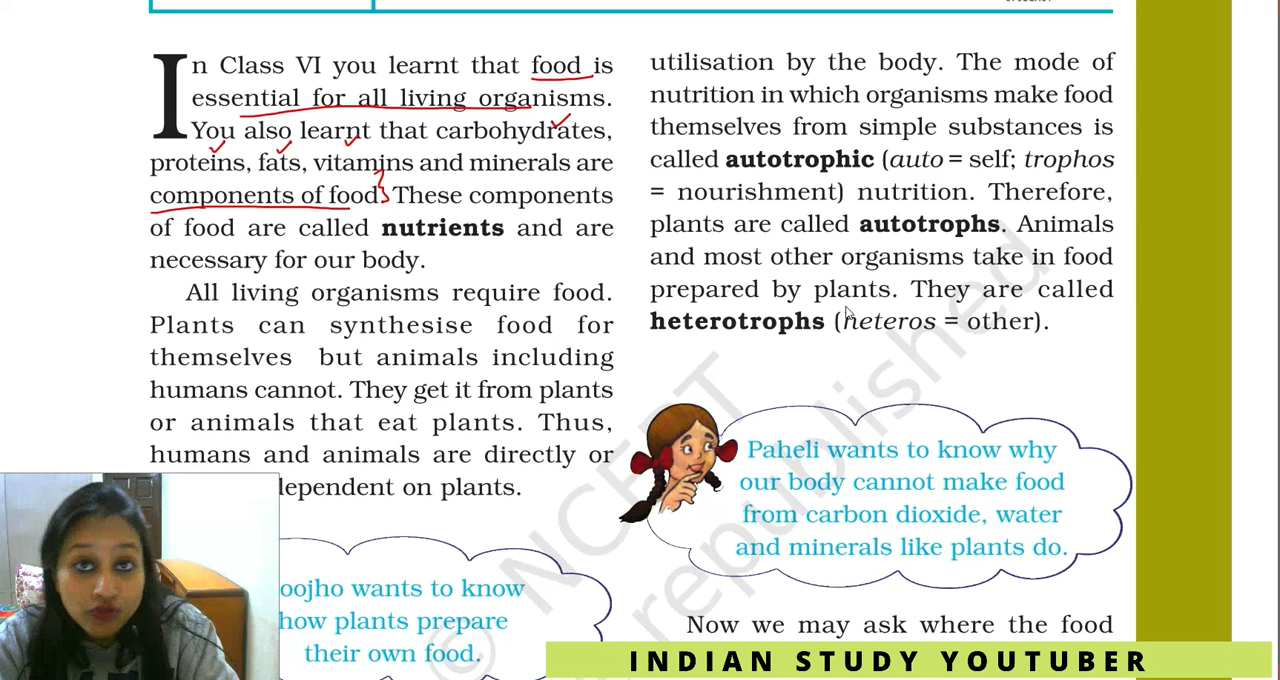 In Class VI you learnt that food is
essential for all living organisms.
You also learnt that carbohydrates,
proteins, fats, vitamins and minerals are
components of food. These components
of food are called nutrients and are
necessary for our body.
All living organisms require food.
Plants can synthesise food for
themselves but animals including
humans cannot. They get it from plants
or animals that eat plants. Thus,
humans and animals are directly or
dependent on plants.
oojho wants to know
how plants prepare
their own food.
utilisation by the body. The mode of
nutrition in which organisms make food
themselves from simple substances is
called autotrophic (auto = self; trophos
= nourishment) nutrition. Therefore,
plants are called autotrophs. Animals
and most other organisms take in food
prepared by plants. They are called
heterotrophs (heteros = other).
Paheli wants to know why
our body cannot make food
from carbon dioxide, water
and minerals like plants do.
Now we may ask where the food
© NCERT
republished
INDIAN STUDY YOUTUBER